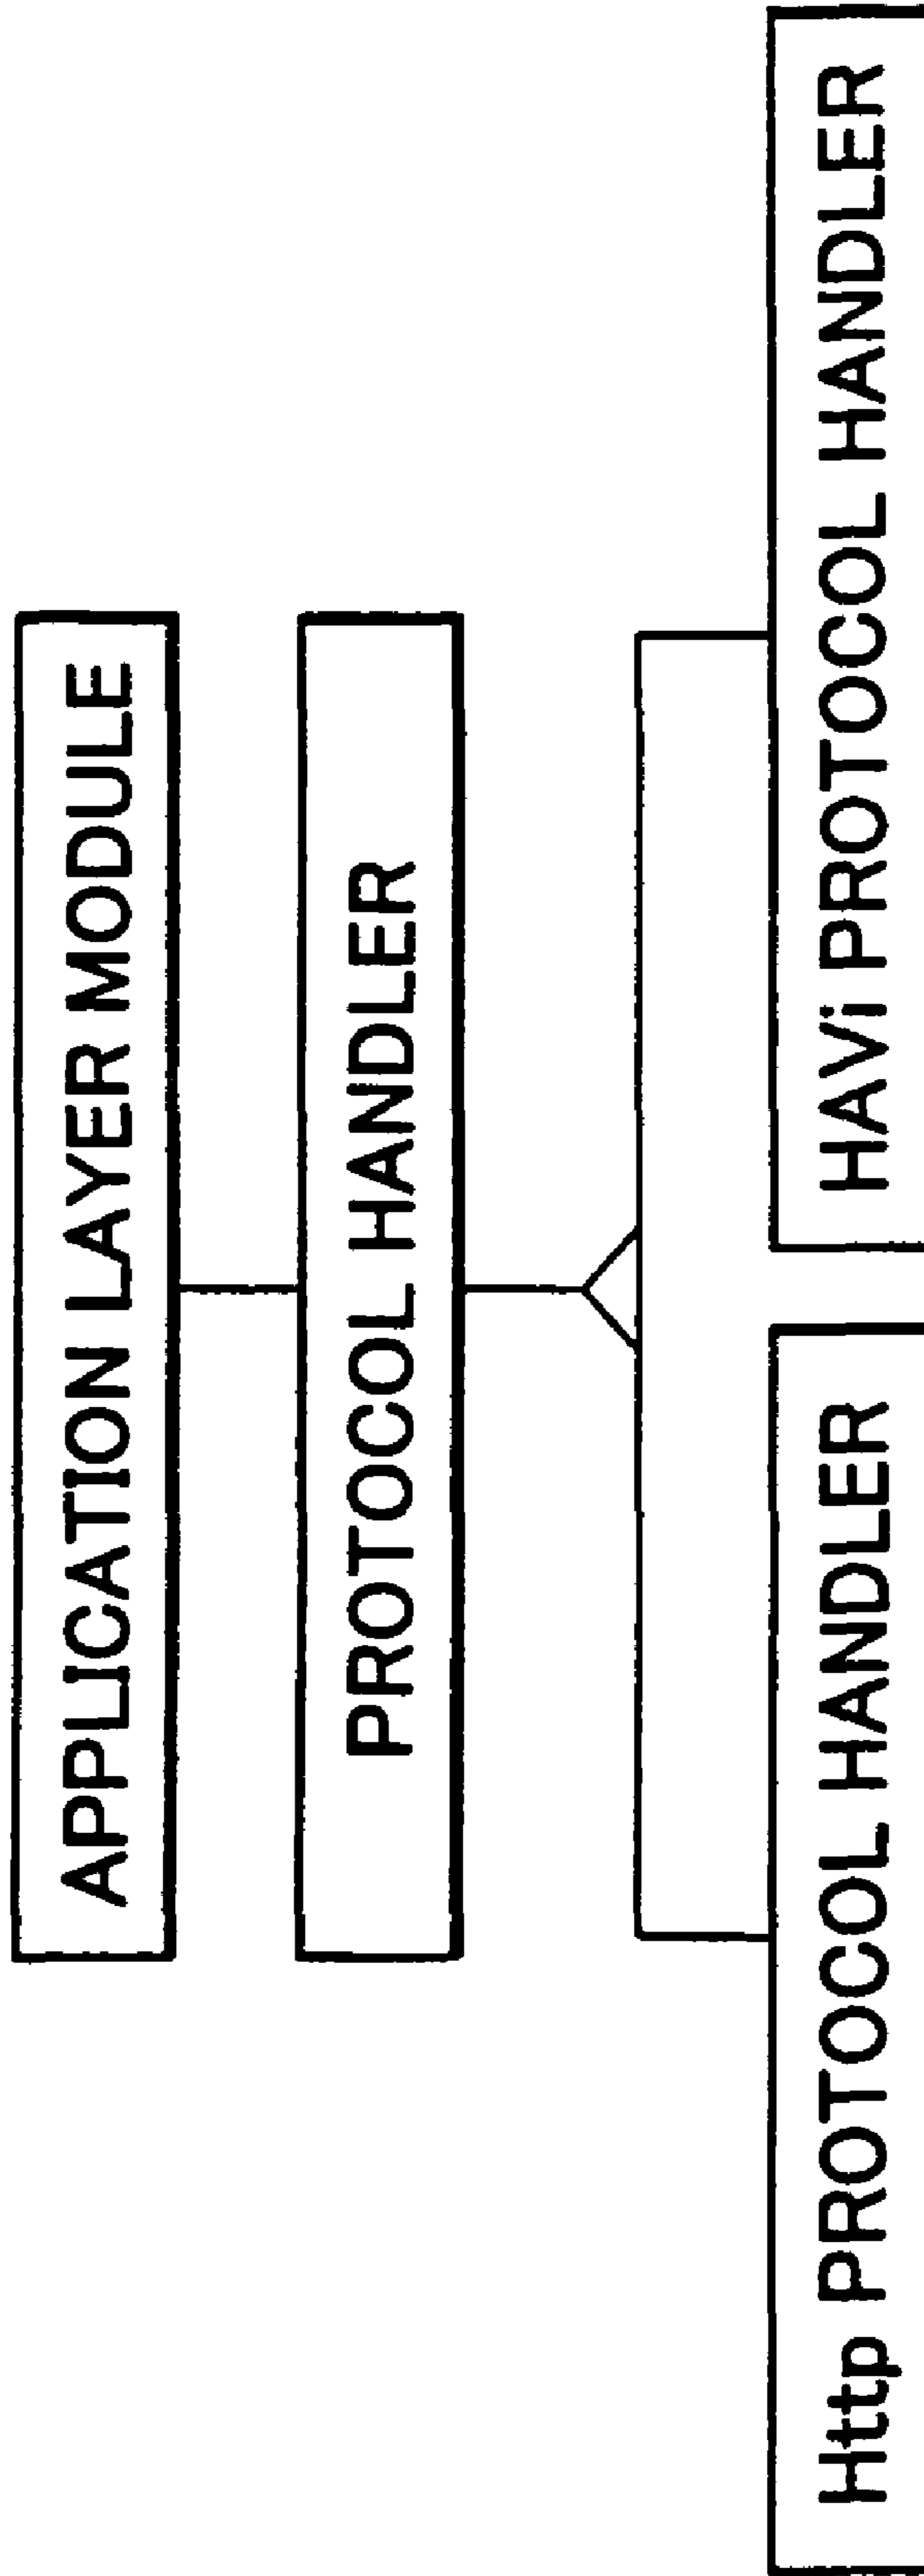 APPLICATION LAYER MODULE
PROTOCOL HANDLER
Http PROTOCOL HANDLER
HAVi PROTOCOL HANDLER